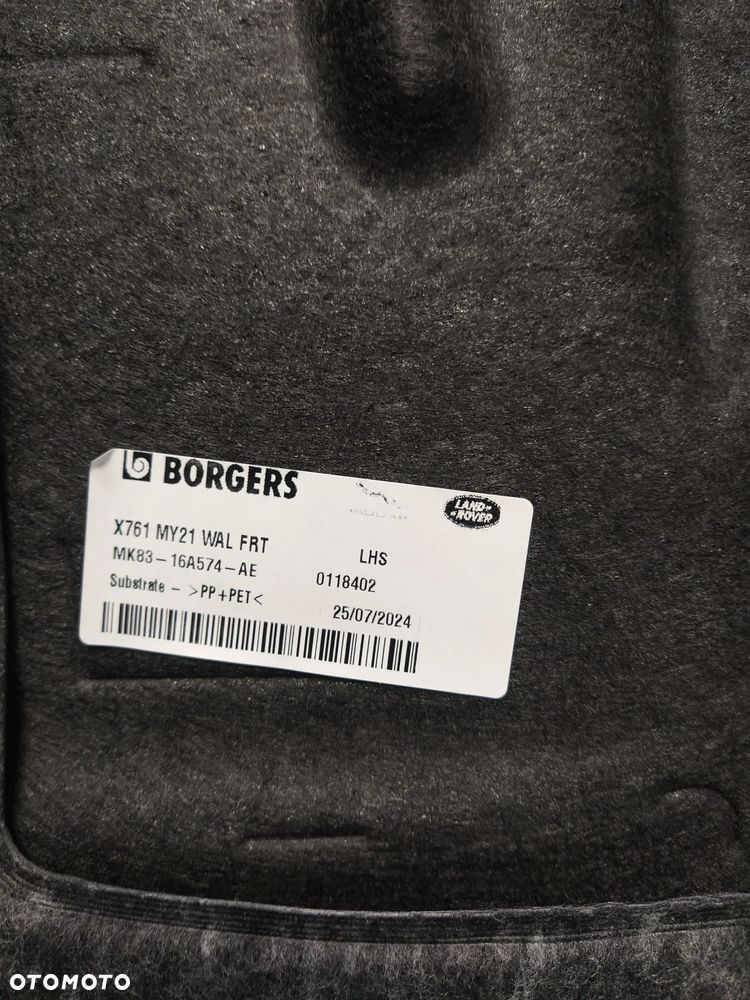 BORGERS
LAND-
ROVER
X761 MY21 WAL FRT
LHS
MK83-16A574-AE
0118402
Substrate - >PP+PET<
25/07/2024
OTOMOTO